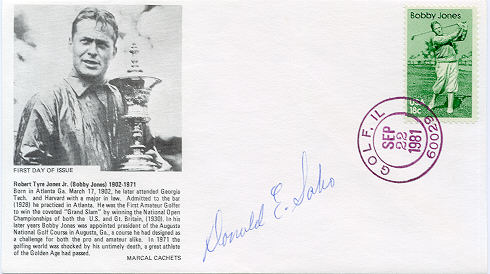 Bobby Jones
USA
18c
GOLF, IL 60029
SEP
22
1981
FIRST DAY OF ISSUE
Robert Tyre Jones Jr. (Bobby Jones) 1902-1971
Born in Atlanta Ga. March 17, 1902, he later attended Georgia
Tech. and Harvard with a major in law. Admitted to the bar
(1928) he practiced in Atlanta. He was the First Amateur Golfer
to win the coveted "Grand Slam" by winning the National Open
Championships of both the U.S. and Gt. Britain, (1930). In his
later years Bobby Jones was appointed president of the Augusta
National Golf Course in Augusta, Ga., a course he had designed as
a challenge for both the pro and amateur alike. In 1971 the
golfing world was shocked by his untimely death, a great athlete
of the Golden Age had passed.
MARCAL CACHETS
Donald E.